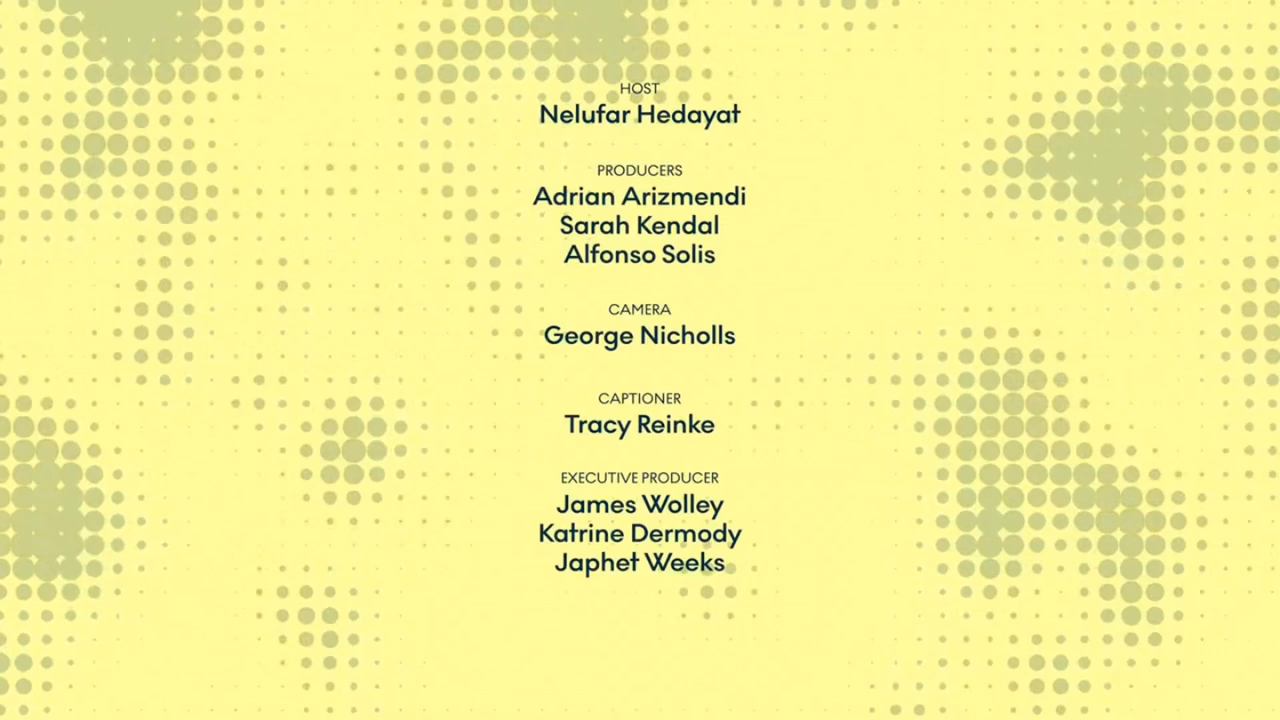 HOST
Nelufar Hedayat
PRODUCERS
Adrian Arizmendi
Sarah Kendal
Alfonso Solis
CAMERA
George Nicholls
CAPTIONER
Tracy Reinke
EXECUTIVE PRODUCER
James Wolley
Katrine Dermody
Japhet Weeks